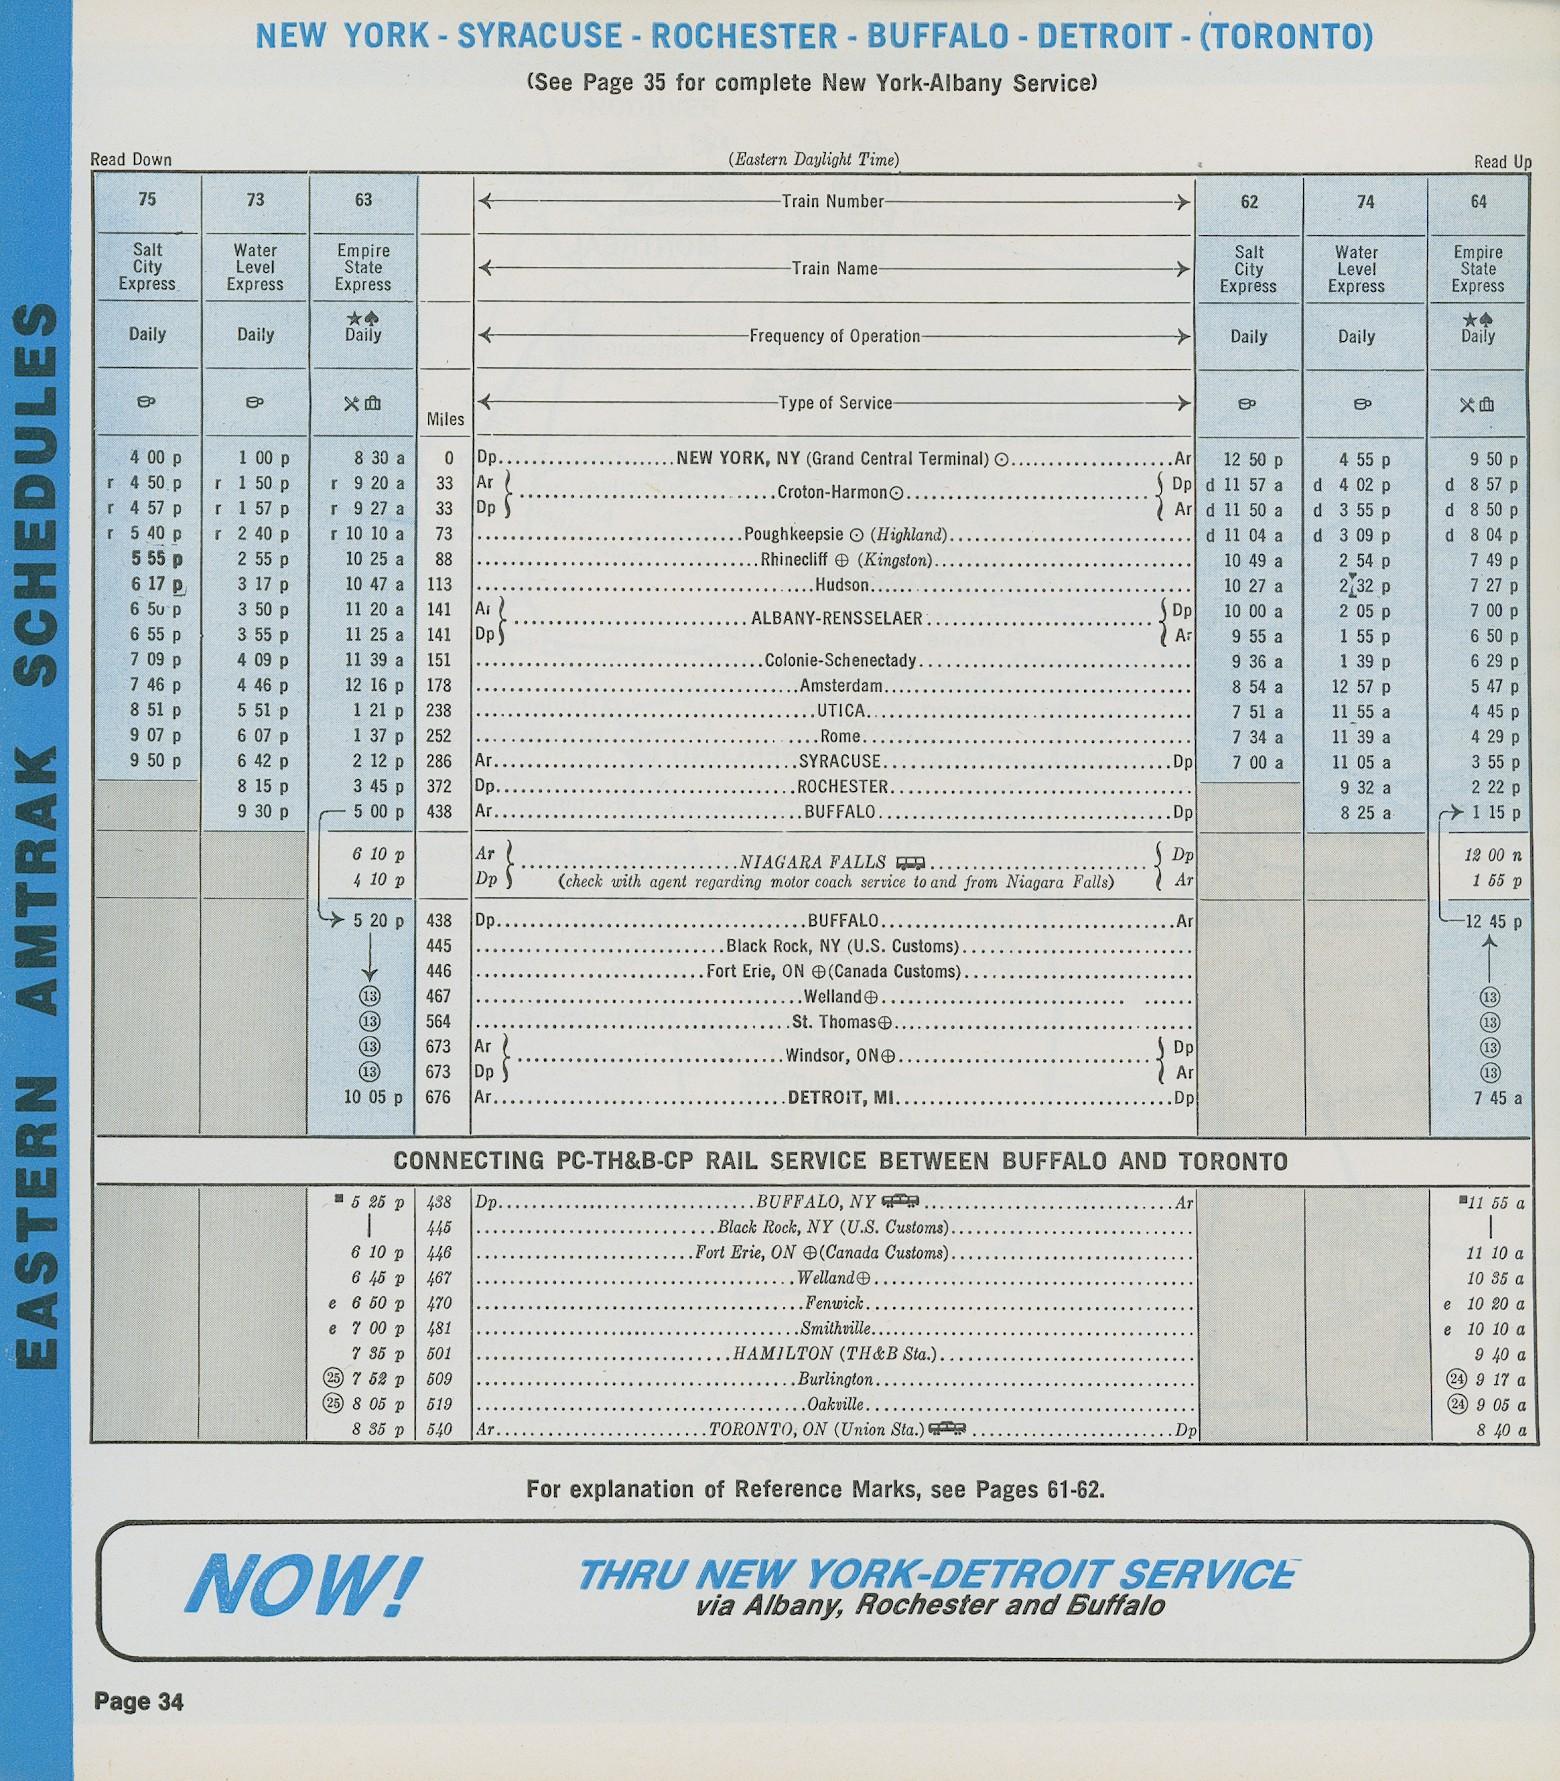 NEW YORK - SYRACUSE - ROCHESTER - BUFFALO - DETROIT - (TORONTO)
(See Page 35 for complete New York-Albany Service)
Read Down (Eastern Daylight Time) Read Up
75 73 63 Train Number 62 74 64
Salt City Express Water Level Express Empire State Express Train Name Salt City Express Water Level Express Empire State Express
Daily Daily ★♠ Daily Frequency of Operation Daily Daily ★♠ Daily
Miles Type of Service
4 00 p 1 00 p 8 30 a 0 Dp NEW YORK, NY (Grand Central Terminal) ⊙ Ar 12 50 p 4 55 p 9 50 p
r 4 50 p r 1 50 p r 9 20 a 33 Ar Croton-Harmon ⊙ Dp d 11 57 a d 4 02 p d 8 57 p
r 4 57 p r 1 57 p r 9 27 a 33 Dp Ar d 11 50 a d 3 55 p d 8 50 p
r 5 40 p r 2 40 p r 10 10 a 73 Poughkeepsie ⊙ (Highland) d 11 04 a d 3 09 p d 8 04 p
5 55 p 2 55 p 10 25 a 88 Rhinecliff ⊕ (Kingston) 10 49 a 2 54 p 7 49 p
6 17 p 3 17 p 10 47 a 113 Hudson 10 27 a 2 32 p 7 27 p
6 50 p 3 50 p 11 20 a 141 Ar ALBANY-RENSSELAER Dp 10 00 a 2 05 p 7 00 p
6 55 p 3 55 p 11 25 a 141 Dp Ar 9 55 a 1 55 p 6 50 p
7 09 p 4 09 p 11 39 a 151 Colonie-Schenectady 9 36 a 1 39 p 6 29 p
7 46 p 4 46 p 12 16 p 178 Amsterdam 8 54 a 12 57 p 5 47 p
8 51 p 5 51 p 1 21 p 238 UTICA 7 51 a 11 55 a 4 45 p
9 07 p 6 07 p 1 37 p 252 Rome 7 34 a 11 39 a 4 29 p
9 50 p 6 42 p 2 12 p 286 Ar SYRACUSE Dp 7 00 a 11 05 a 3 55 p
8 15 p 3 45 p 372 Dp ROCHESTER 9 32 a 2 22 p
9 30 p 5 00 p 438 Ar BUFFALO Dp 8 25 a 1 15 p
6 10 p Ar NIAGARA FALLS Dp 12 00 n
4 10 p Dp (check with agent regarding motor coach service to and from Niagara Falls) Ar 1 55 p
5 20 p 438 Dp BUFFALO Ar 12 45 p
445 Black Rock, NY (U.S. Customs)
446 Fort Erie, ON ⊕ (Canada Customs)
⑬ 467 Welland ⊕ ⑬
⑬ 564 St. Thomas ⊕ ⑬
⑬ 673 Ar Windsor, ON ⊕ Dp ⑬
⑬ 673 Dp Ar ⑬
10 05 p 676 Ar DETROIT, MI Dp 7 45 a
CONNECTING PC-TH&B-CP RAIL SERVICE BETWEEN BUFFALO AND TORONTO
■ 5 25 p 438 Dp BUFFALO, NY Ar ■ 11 55 a
445 Black Rock, NY (U.S. Customs)
6 10 p 446 Fort Erie, ON ⊕ (Canada Customs) 11 10 a
6 45 p 467 Welland ⊕ 10 35 a
e 6 50 p 470 Fenwick e 10 20 a
e 7 00 p 481 Smithville e 10 10 a
7 35 p 501 HAMILTON (TH&B Sta.) 9 40 a
㉕ 7 52 p 509 Burlington ㉔ 9 17 a
㉕ 8 05 p 519 Oakville ㉔ 9 05 a
8 35 p 540 Ar TORONTO, ON (Union Sta.) Dp 8 40 a
For explanation of Reference Marks, see Pages 61-62.
NOW! THRU NEW YORK-DETROIT SERVICE
via Albany, Rochester and Buffalo
Page 34
EASTERN AMTRAK SCHEDULES